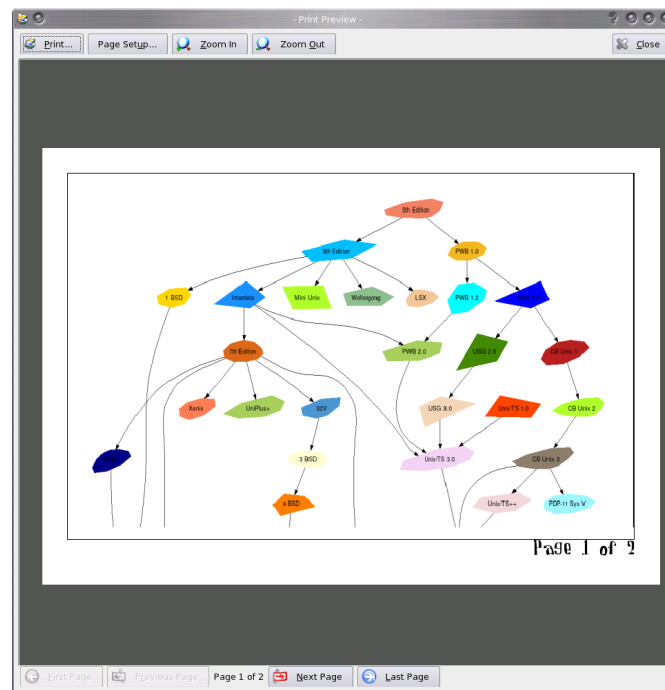 - Print Preview -
Print... Page Setup... Zoom In Zoom Out Close
5th Edition
6th Edition PWB 1.0
1 BSD Interdata Mini Unix Wollongong LSX PWB 1.2
7th Edition PWB 2.0 USG 2.0 CB Unix 1
Xenix UniPlus+ 32V USG 3.0 Unix/TS 1.0 CB Unix 2
3 BSD Unix/TS 3.0 CB Unix 3
4 BSD Unix/TS++ PDP-11 Sys V
Page 1 of 2
First Page Previous Page Page 1 of 2 Next Page Last Page